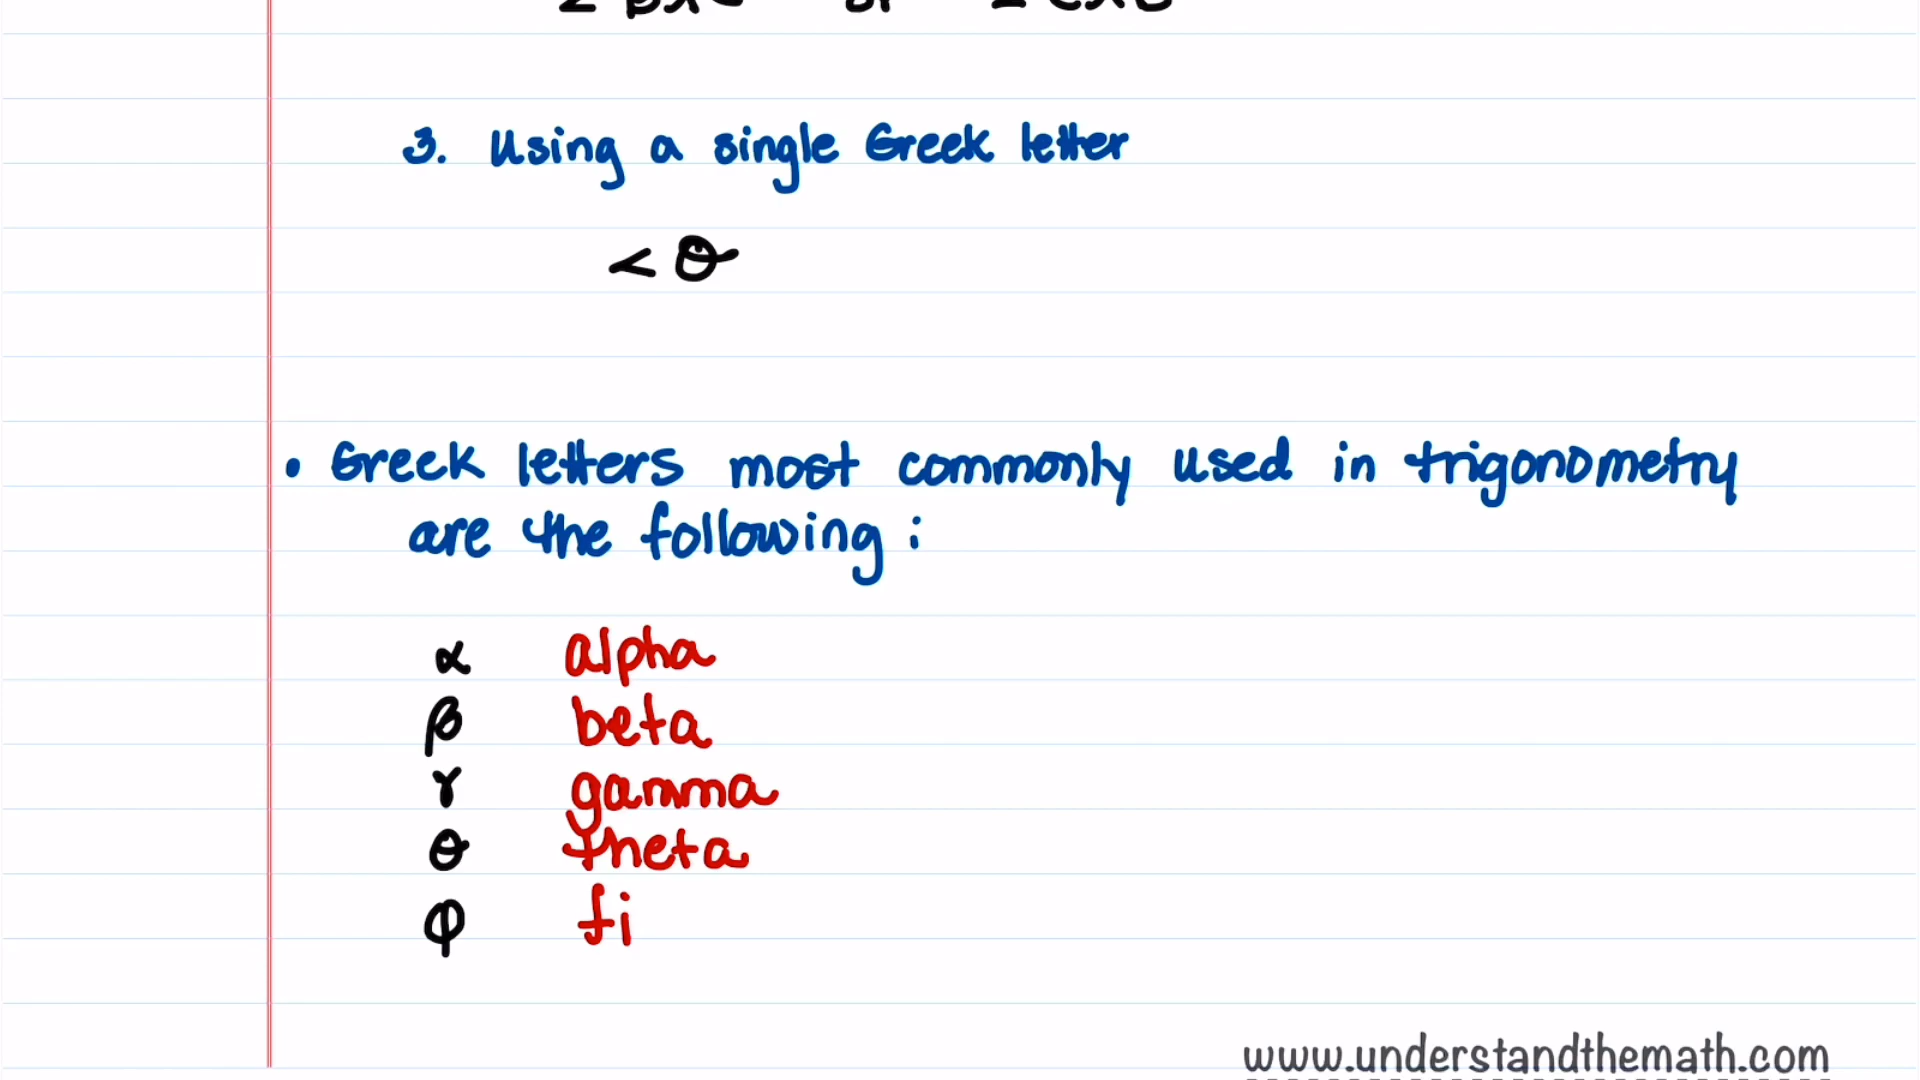 3. Using a single Greek letter
< θ
• Greek letters most commonly used in trigonometry
are the following :
α alpha
β beta
γ gamma
θ theta
φ fi
www.understandthemath.com